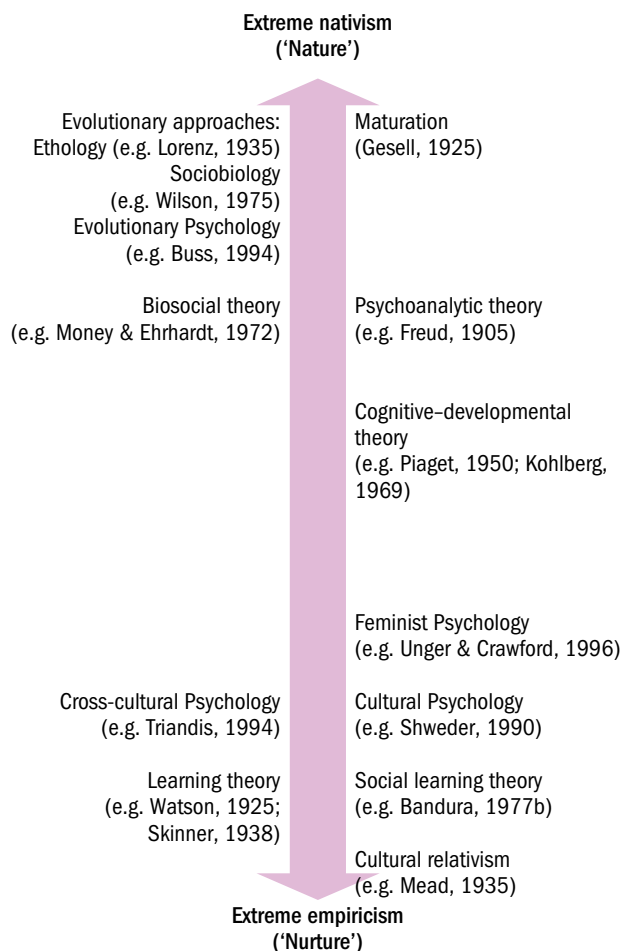 Extreme nativism
(‘Nature’)
Evolutionary approaches:
Ethology (e.g. Lorenz, 1935)
Sociobiology
(e.g. Wilson, 1975)
Evolutionary Psychology
(e.g. Buss, 1994)
Maturation
(Gesell, 1925)
Biosocial theory
(e.g. Money & Ehrhardt, 1972)
Psychoanalytic theory
(e.g. Freud, 1905)
Cognitive–developmental
theory
(e.g. Piaget, 1950; Kohlberg,
1969)
Feminist Psychology
(e.g. Unger & Crawford, 1996)
Cross-cultural Psychology
(e.g. Triandis, 1994)
Cultural Psychology
(e.g. Shweder, 1990)
Learning theory
(e.g. Watson, 1925;
Skinner, 1938)
Social learning theory
(e.g. Bandura, 1977b)
Cultural relativism
(e.g. Mead, 1935)
Extreme empiricism
(‘Nurture’)